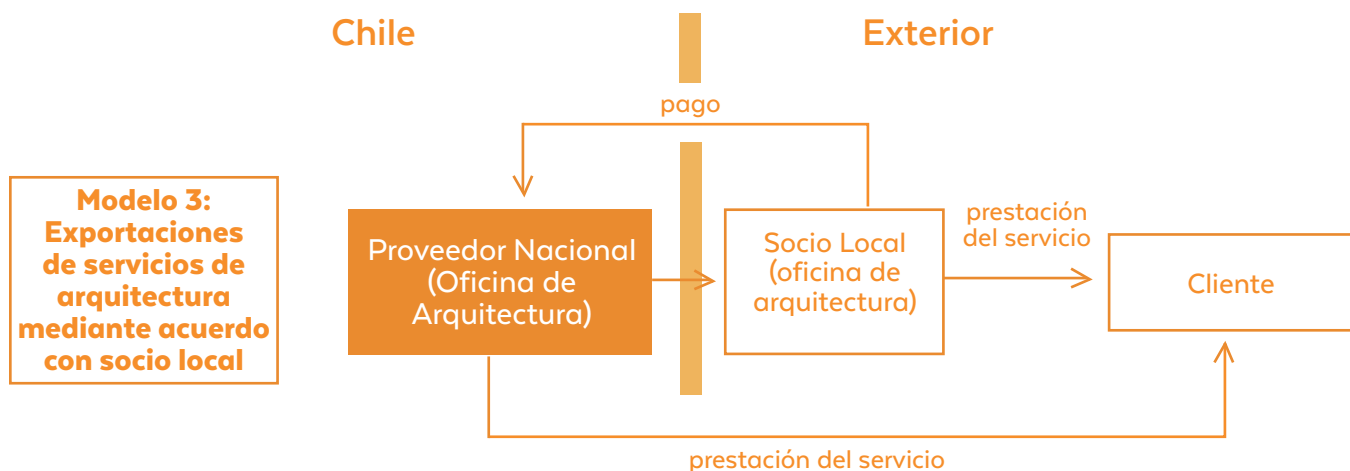 Chile
Exterior
pago
Modelo 3:
Exportaciones
de servicios de
arquitectura
mediante acuerdo
con socio local
Proveedor Nacional
(Oficina de
Arquitectura)
Socio Local
(oficina de
arquitectura)
prestación
del servicio
Cliente
prestación del servicio